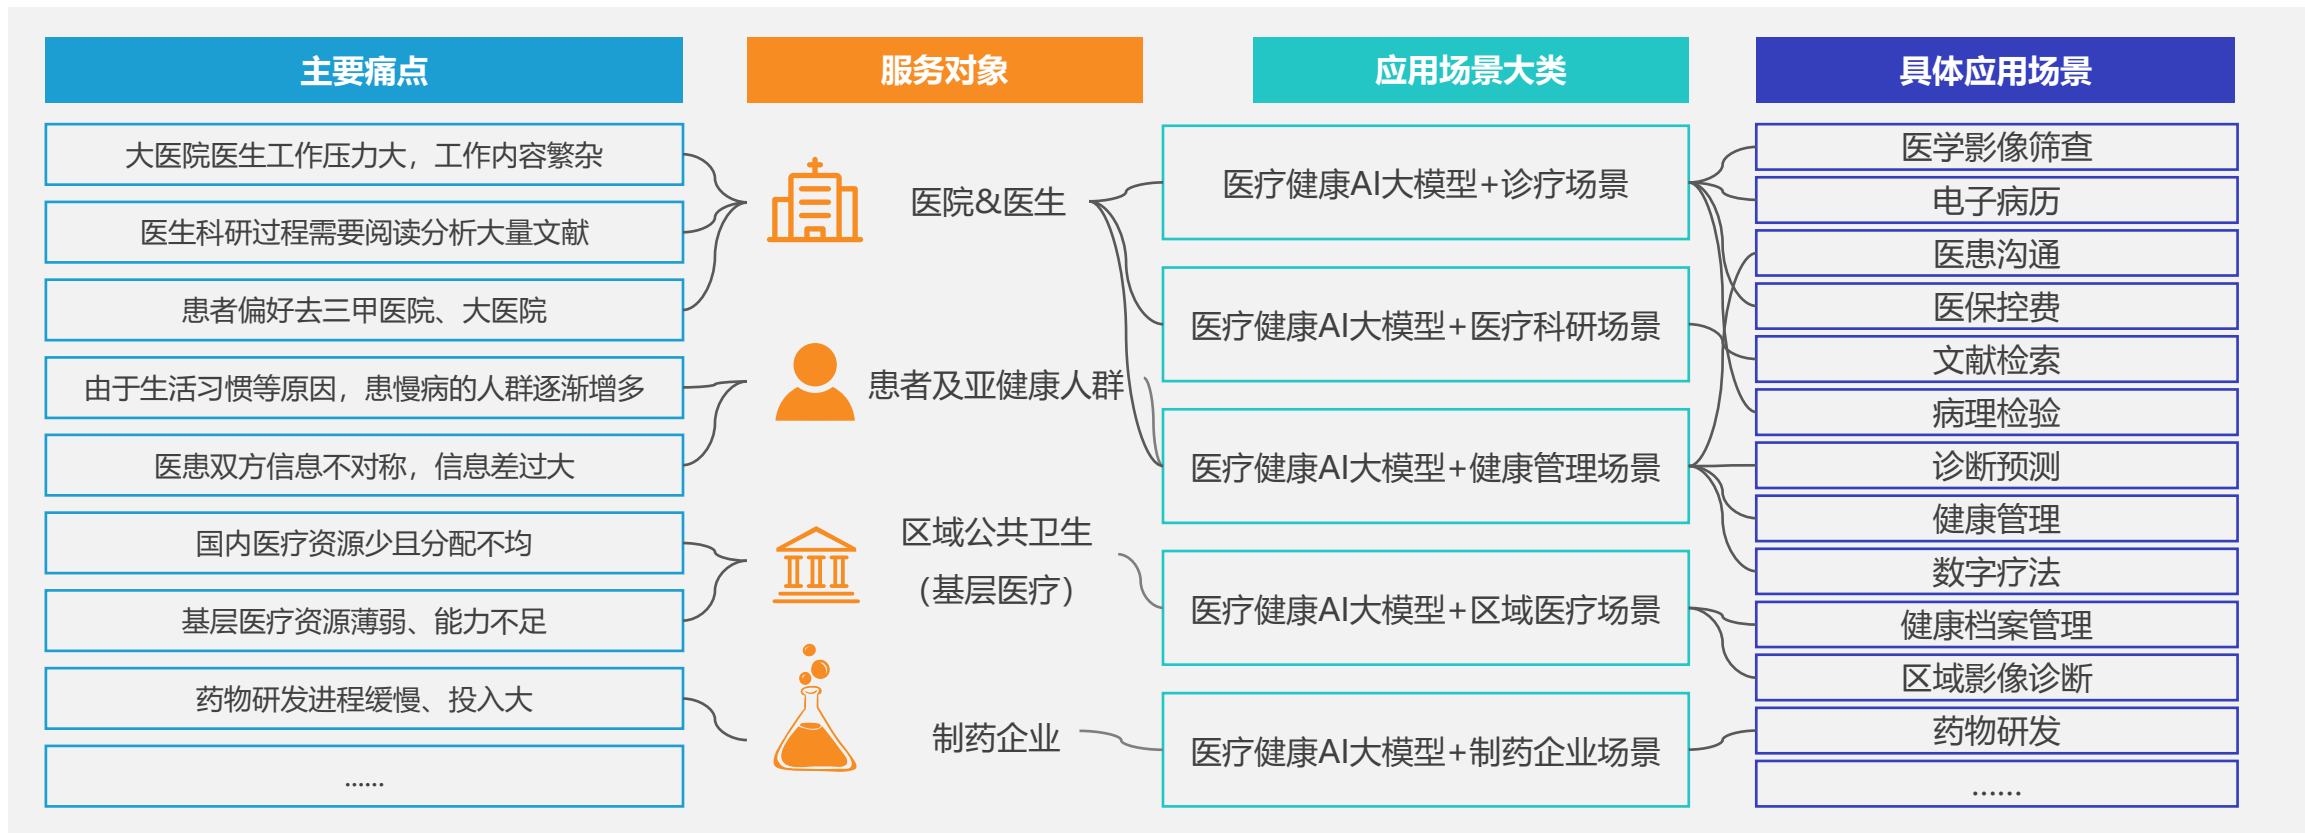 主要痛点
大医院医生工作压力大，工作内容繁杂
医生科研过程需要阅读分析大量文献
患者偏好去三甲医院、大医院
由于生活习惯等原因，患慢病的人群逐渐增多
医患双方信息不对称，信息差过大
国内医疗资源少且分配不均
基层医疗资源薄弱、能力不足
药物研发进程缓慢、投入大
......
服务对象
医院&医生
患者及亚健康人群
区域公共卫生
（基层医疗）
制药企业
应用场景大类
医疗健康AI大模型+诊疗场景
医疗健康AI大模型+医疗科研场景
医疗健康AI大模型+健康管理场景
医疗健康AI大模型+区域医疗场景
医疗健康AI大模型+制药企业场景
具体应用场景
医学影像筛查
电子病历
医患沟通
医保控费
文献检索
病理检验
诊断预测
健康管理
数字疗法
健康档案管理
区域影像诊断
药物研发
......